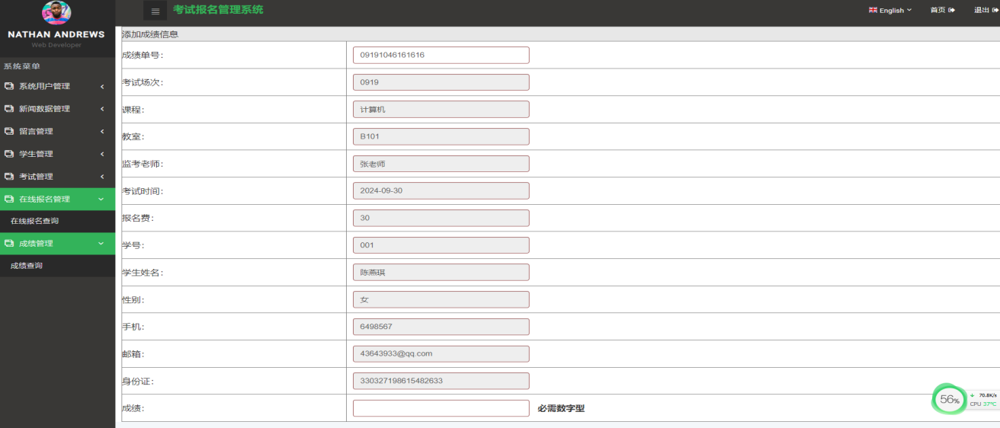 考试报名管理系统
English
首页
退出
NATHAN ANDREWS
Web Developer
系统菜单
系统用户管理
新闻数据管理
留言管理
学生管理
考试管理
在线报名管理
在线报名查询
成绩管理
成绩查询
添加成绩信息
成绩单号: 09191046161616
考试场次: 0919
课程: 计算机
教室: B101
监考老师: 张老师
考试时间: 2024-09-30
报名费: 30
学号: 001
学生姓名: 陈燕琪
性别: 女
手机: 6498567
邮箱: 43643933@qq.com
身份证: 330327198615482633
成绩: 必需数字型
56%
↓ 70.8K/s
CPU 37°C